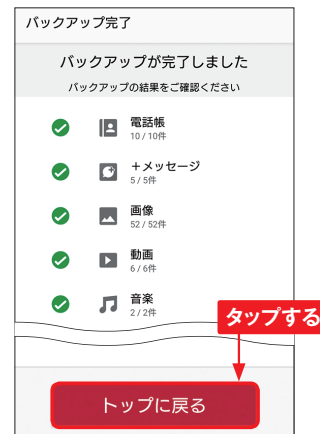 バックアップ完了
バックアップが完了しました
バックアップの結果をご確認ください
電話帳
10 / 10件
＋メッセージ
5 / 5件
画像
52 / 52件
動画
6 / 6件
音楽
2 / 2件
タップする
トップに戻る